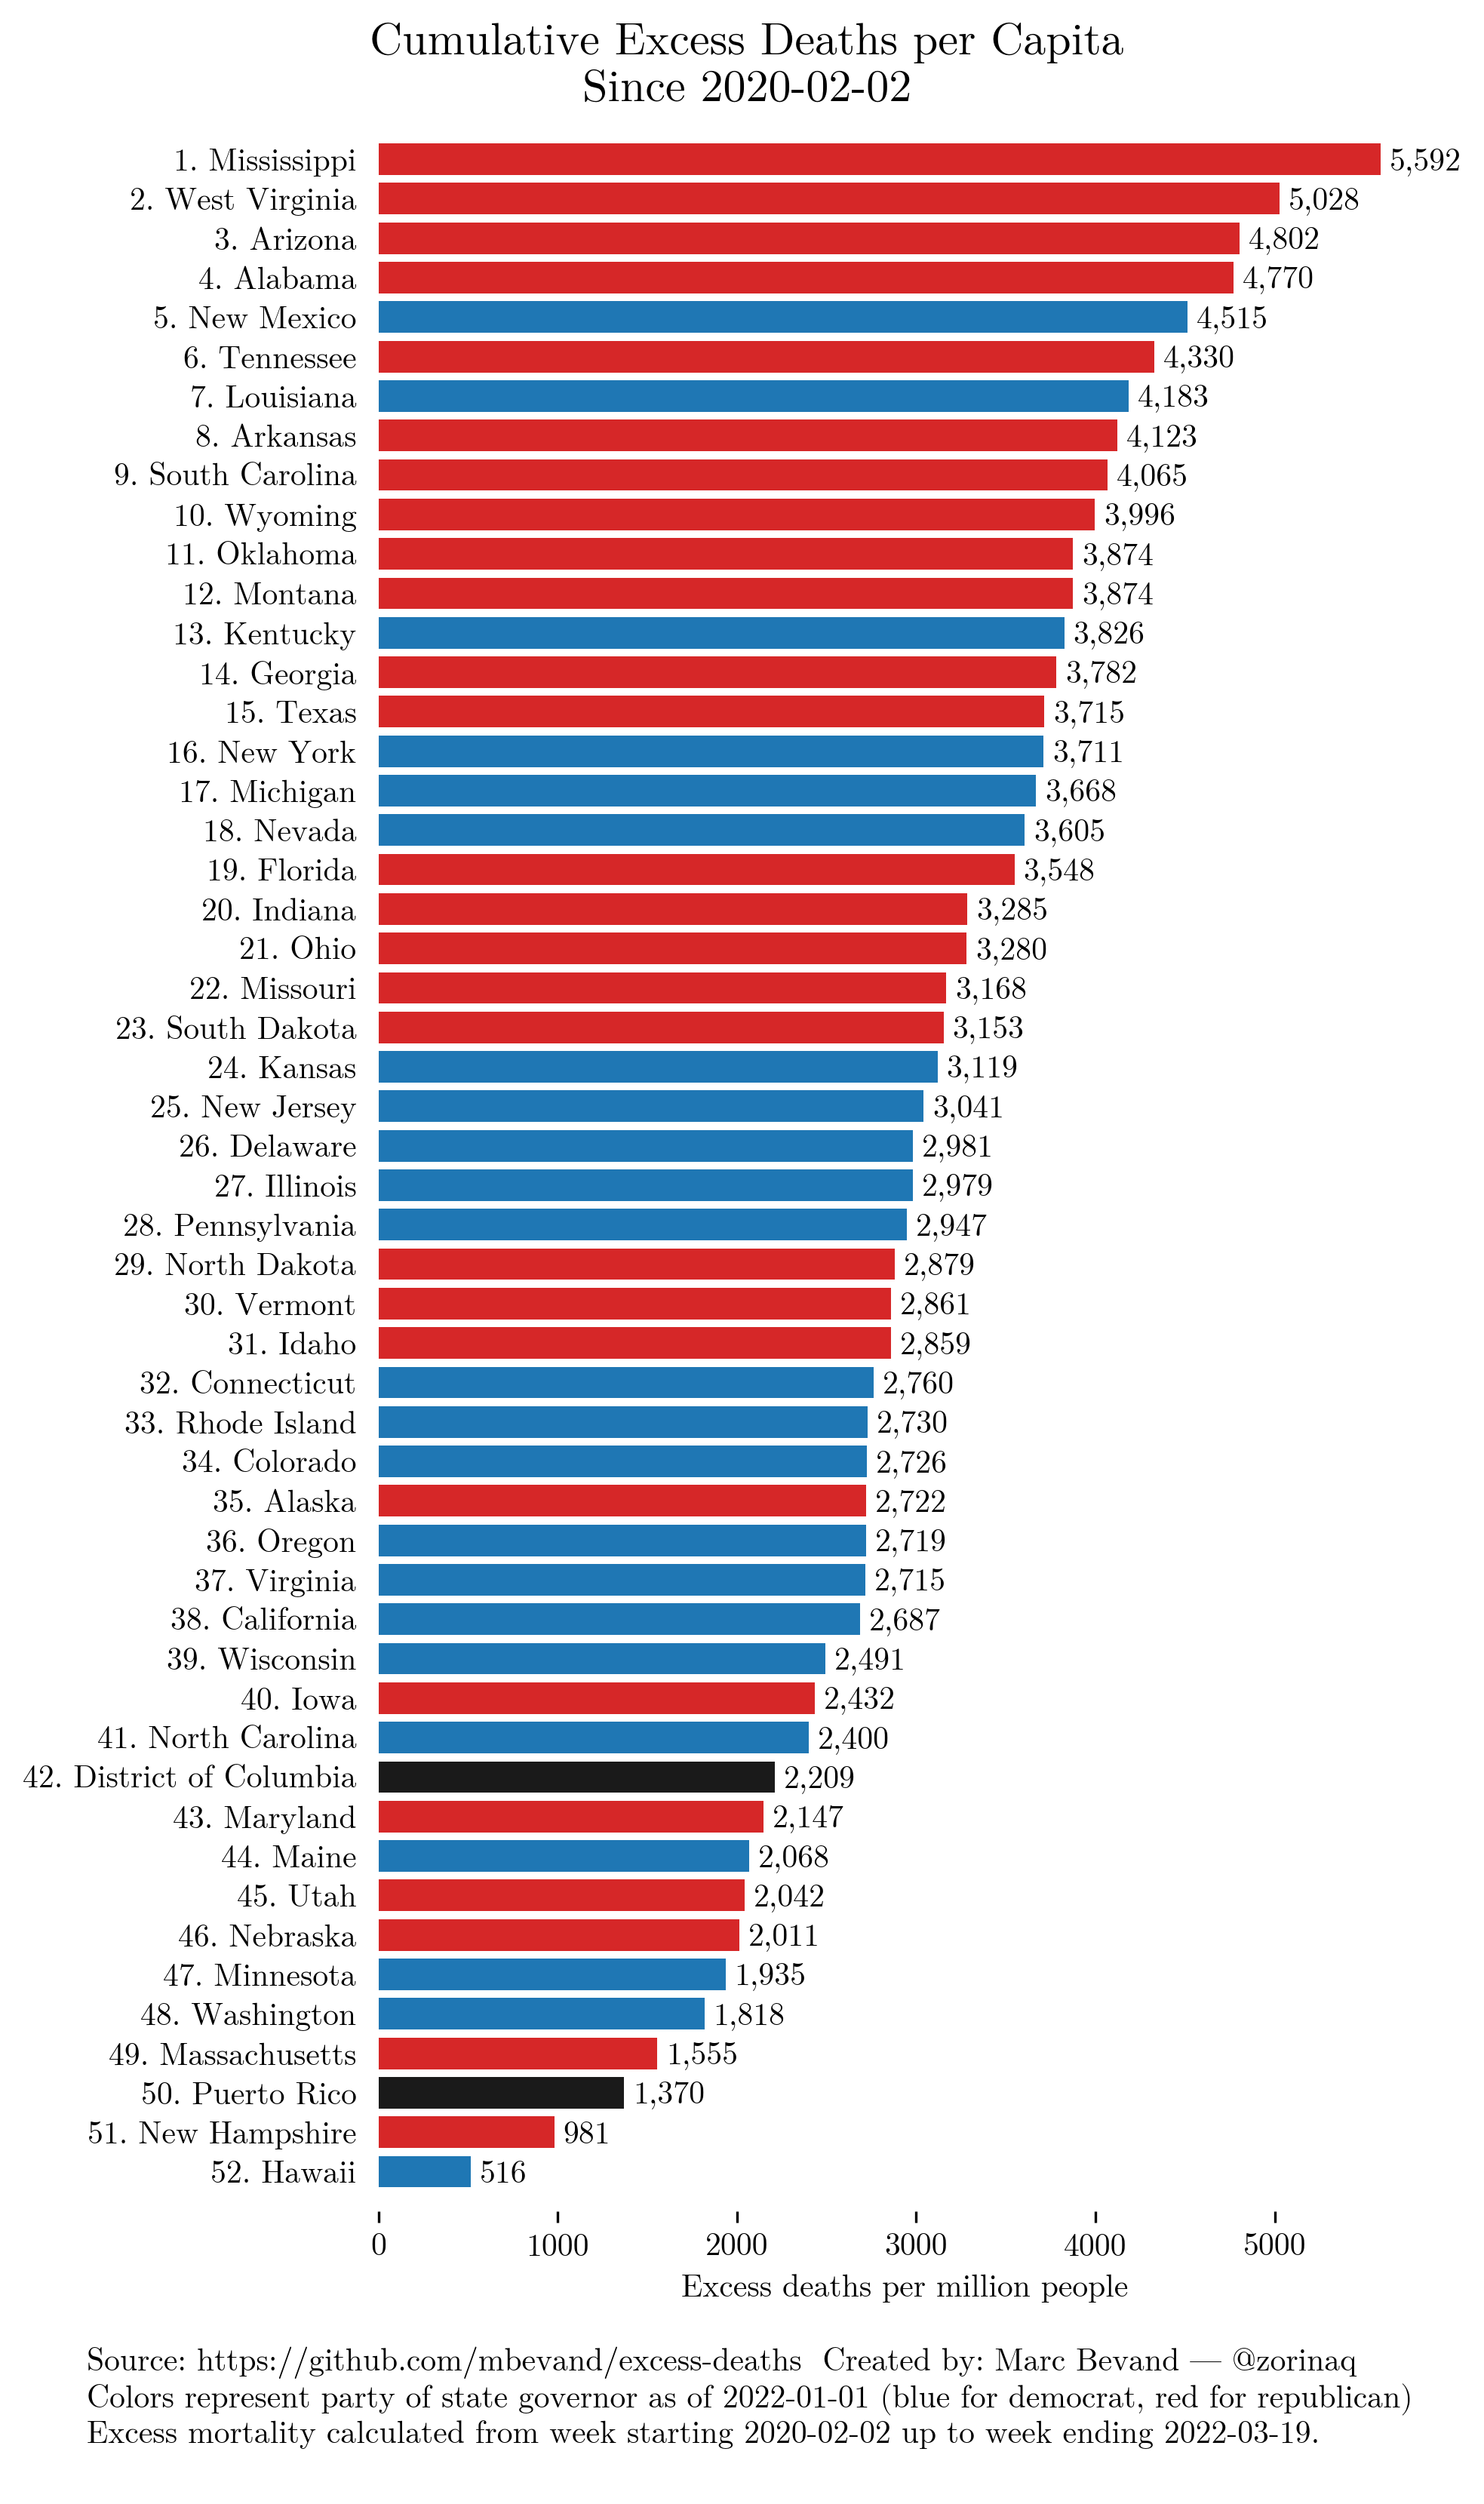 Cumulative Excess Deaths per Capita
Since 2020-02-02
1. Mississippi 5,592
2. West Virginia 5,028
3. Arizona 4,802
4. Alabama 4,770
5. New Mexico 4,515
6. Tennessee 4,330
7. Louisiana 4,183
8. Arkansas 4,123
9. South Carolina 4,065
10. Wyoming 3,996
11. Oklahoma 3,874
12. Montana 3,874
13. Kentucky 3,826
14. Georgia 3,782
15. Texas 3,715
16. New York 3,711
17. Michigan 3,668
18. Nevada 3,605
19. Florida 3,548
20. Indiana 3,285
21. Ohio 3,280
22. Missouri 3,168
23. South Dakota 3,153
24. Kansas 3,119
25. New Jersey 3,041
26. Delaware 2,981
27. Illinois 2,979
28. Pennsylvania 2,947
29. North Dakota 2,879
30. Vermont 2,861
31. Idaho 2,859
32. Connecticut 2,760
33. Rhode Island 2,730
34. Colorado 2,726
35. Alaska 2,722
36. Oregon 2,719
37. Virginia 2,715
38. California 2,687
39. Wisconsin 2,491
40. Iowa 2,432
41. North Carolina 2,400
42. District of Columbia 2,209
43. Maryland 2,147
44. Maine 2,068
45. Utah 2,042
46. Nebraska 2,011
47. Minnesota 1,935
48. Washington 1,818
49. Massachusetts 1,555
50. Puerto Rico 1,370
51. New Hampshire 981
52. Hawaii 516
0 1000 2000 3000 4000 5000
Excess deaths per million people
Source: https://github.com/mbevand/excess-deaths Created by: Marc Bevand — @zorinaq
Colors represent party of state governor as of 2022-01-01 (blue for democrat, red for republican)
Excess mortality calculated from week starting 2020-02-02 up to week ending 2022-03-19.